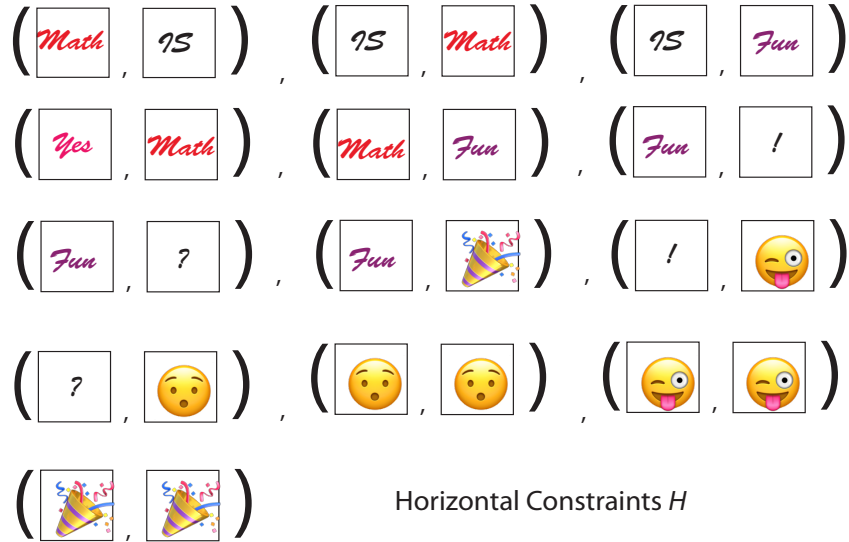 ( Math , IS ) , ( IS , Math ) , ( IS , Fun )
( Yes , Math ) , ( Math , Fun ) , ( Fun , ! )
( Fun , ? ) , ( Fun , ) , ( ! , )
( ? , ) , ( , ) , ( , )
( , )
Horizontal Constraints H